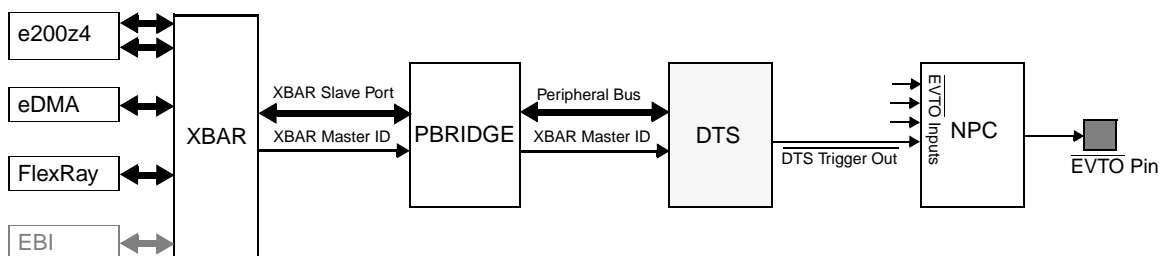 e200z4
eDMA
FlexRay
EBI
XBAR
XBAR Slave Port
XBAR Master ID
PBRIDGE
Peripheral Bus
XBAR Master ID
DTS
DTS Trigger Out
EVTO Inputs
NPC
EVTO Pin